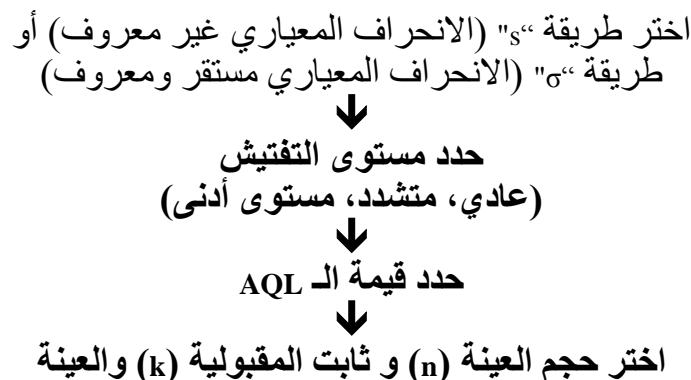 اختر طريقة “s" (الانحراف المعياري غير معروف) أو
طريقة “σ" (الانحراف المعياري مستقر ومعروف)
حدد مستوى التفتيش
(عادي، متشدد، مستوى أدنى)
حدد قيمة الـ AQL
اختر حجم العينة (n) و ثابت المقبولية (k) والعينة